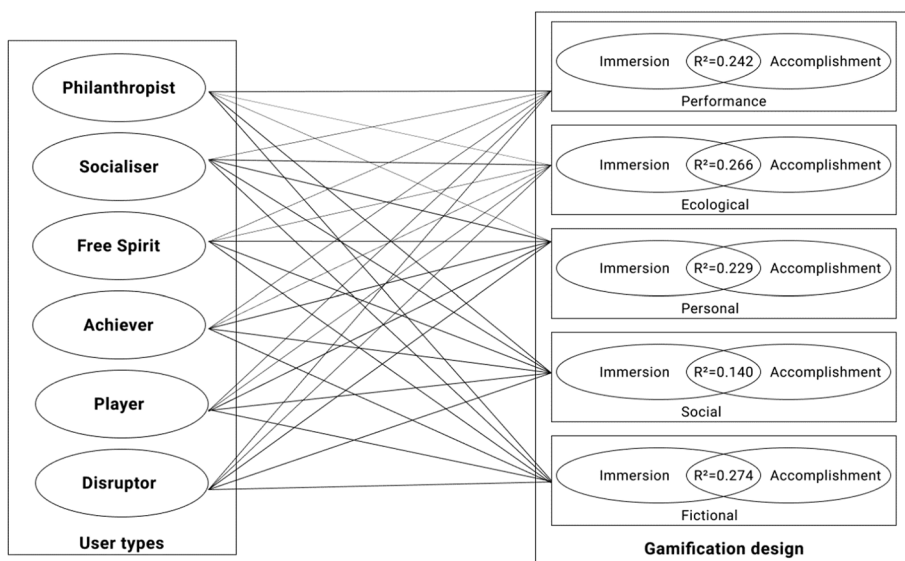 Philanthropist
Socialiser
Free Spirit
Achiever
Player
Disruptor
User types
Immersion R²=0.242 Accomplishment
Performance
Immersion R²=0.266 Accomplishment
Ecological
Immersion R²=0.229 Accomplishment
Personal
Immersion R²=0.140 Accomplishment
Social
Immersion R²=0.274 Accomplishment
Fictional
Gamification design